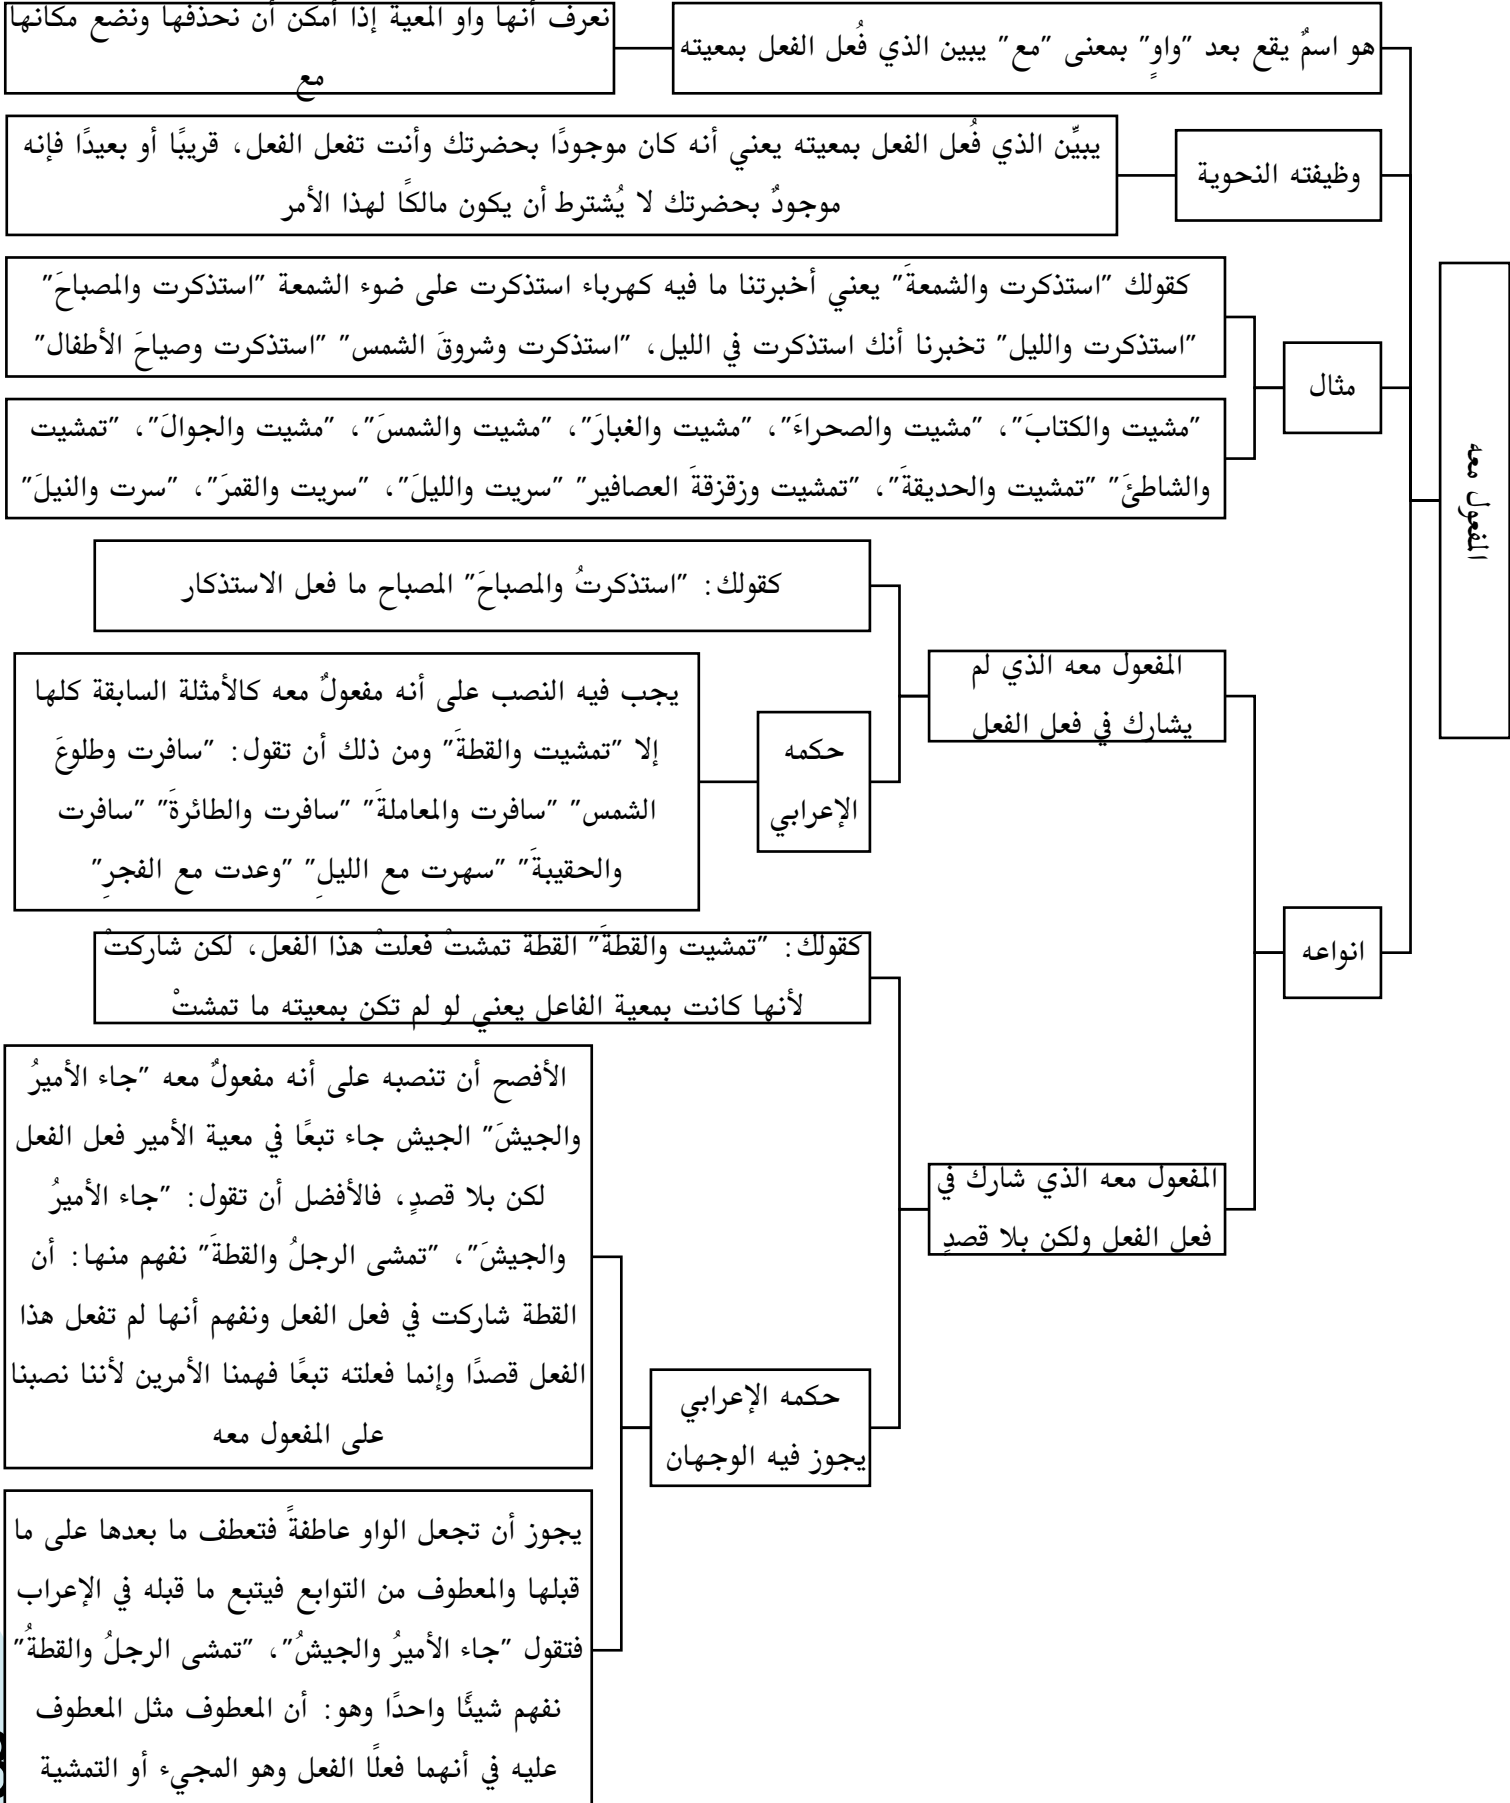 المفعول معه
هو اسمٌ يقع بعد "واوٍ" بمعنى "مع" يبين الذي فُعل الفعل بمعيته
نعرف أنها واو المعية إذا أمكن أن نحذفها ونضع مكانها
مع
وظيفته النحوية
يبيِّن الذي فُعل الفعل بمعيته يعني أنه كان موجودًا بحضرتك وأنت تفعل الفعل، قريبًا أو بعيدًا فإنه
موجودٌ بحضرتك لا يُشترط أن يكون مالكًا لهذا الأمر
مثال
كقولك "استذكرت والشمعةَ" يعني أخبرتنا ما فيه كهرباء استذكرت على ضوء الشمعة "استذكرت والمصباحَ"
"استذكرت والليل" تخبرنا أنك استذكرت في الليل، "استذكرت وشروقَ الشمس" "استذكرت وصياحَ الأطفال"
"مشيت والكتابَ"، "مشيت والصحراءَ"، "مشيت والغبارَ"، "مشيت والشمسَ"، "مشيت والجوالَ"، "تمشيت
والشاطئَ" "تمشيت والحديقةَ"، "تمشيت وزقزقةَ العصافير" "سريت والليلَ"، "سريت والقمرَ"، "سرت والنيلَ"
انواعه
المفعول معه الذي لم
يشارك في فعل الفعل
كقولك: "استذكرتُ والمصباحَ" المصباح ما فعل الاستذكار
حكمه
الإعرابي
يجب فيه النصب على أنه مفعولٌ معه كالأمثلة السابقة كلها
إلا "تمشيت والقطةَ" ومن ذلك أن تقول: "سافرت وطلوعَ
الشمس" "سافرت والمعاملةَ" "سافرت والطائرةَ" "سافرت
والحقيبةَ" "سهرت مع الليلِ" "وعدت مع الفجرِ"
المفعول معه الذي شارك في
فعل الفعل ولكن بلا قصدٍ
كقولك: "تمشيت والقطةَ" القطة تمشتْ فعلتْ هذا الفعل، لكن شاركتْ
لأنها كانت بمعية الفاعل يعني لو لم تكن بمعيته ما تمشتْ
حكمه الإعرابي
يجوز فيه الوجهان
الأفصح أن تنصبه على أنه مفعولٌ معه "جاء الأميرُ
والجيشَ" الجيش جاء تبعًا في معية الأمير فعل الفعل
لكن بلا قصدٍ، فالأفضل أن تقول: "جاء الأميرُ
والجيشَ"، "تمشى الرجلُ والقطةَ" نفهم منها: أن
القطة شاركت في فعل الفعل ونفهم أنها لم تفعل هذا
الفعل قصدًا وإنما فعلته تبعًا فهمنا الأمرين لأننا نصبنا
على المفعول معه
يجوز أن تجعل الواو عاطفةً فتعطف ما بعدها على ما
قبلها والمعطوف من التوابع فيتبع ما قبله في الإعراب
فتقول "جاء الأميرُ والجيشُ"، "تمشى الرجلُ والقطةُ"
نفهم شيئًا واحدًا وهو: أن المعطوف مثل المعطوف
عليه في أنهما فعلًا الفعل وهو المجيء أو التمشية